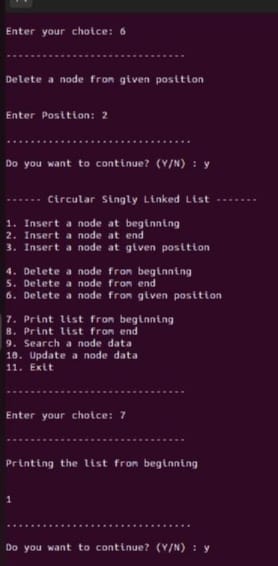 Enter your choice: 6
-----------------------------
Delete a node from given position
Enter Position: 2
...............................
Do you want to continue? (Y/N) : y
------ Circular Singly Linked List -------
1. Insert a node at beginning
2. Insert a node at end
3. Insert a node at given position
4. Delete a node from beginning
5. Delete a node from end
6. Delete a node from given position
7. Print list from beginning
8. Print list from end
9. Search a node data
10. Update a node data
11. Exit
-----------------------------
Enter your choice: 7
-----------------------------
Printing the list from beginning
1
...............................
Do you want to continue? (Y/N) : y